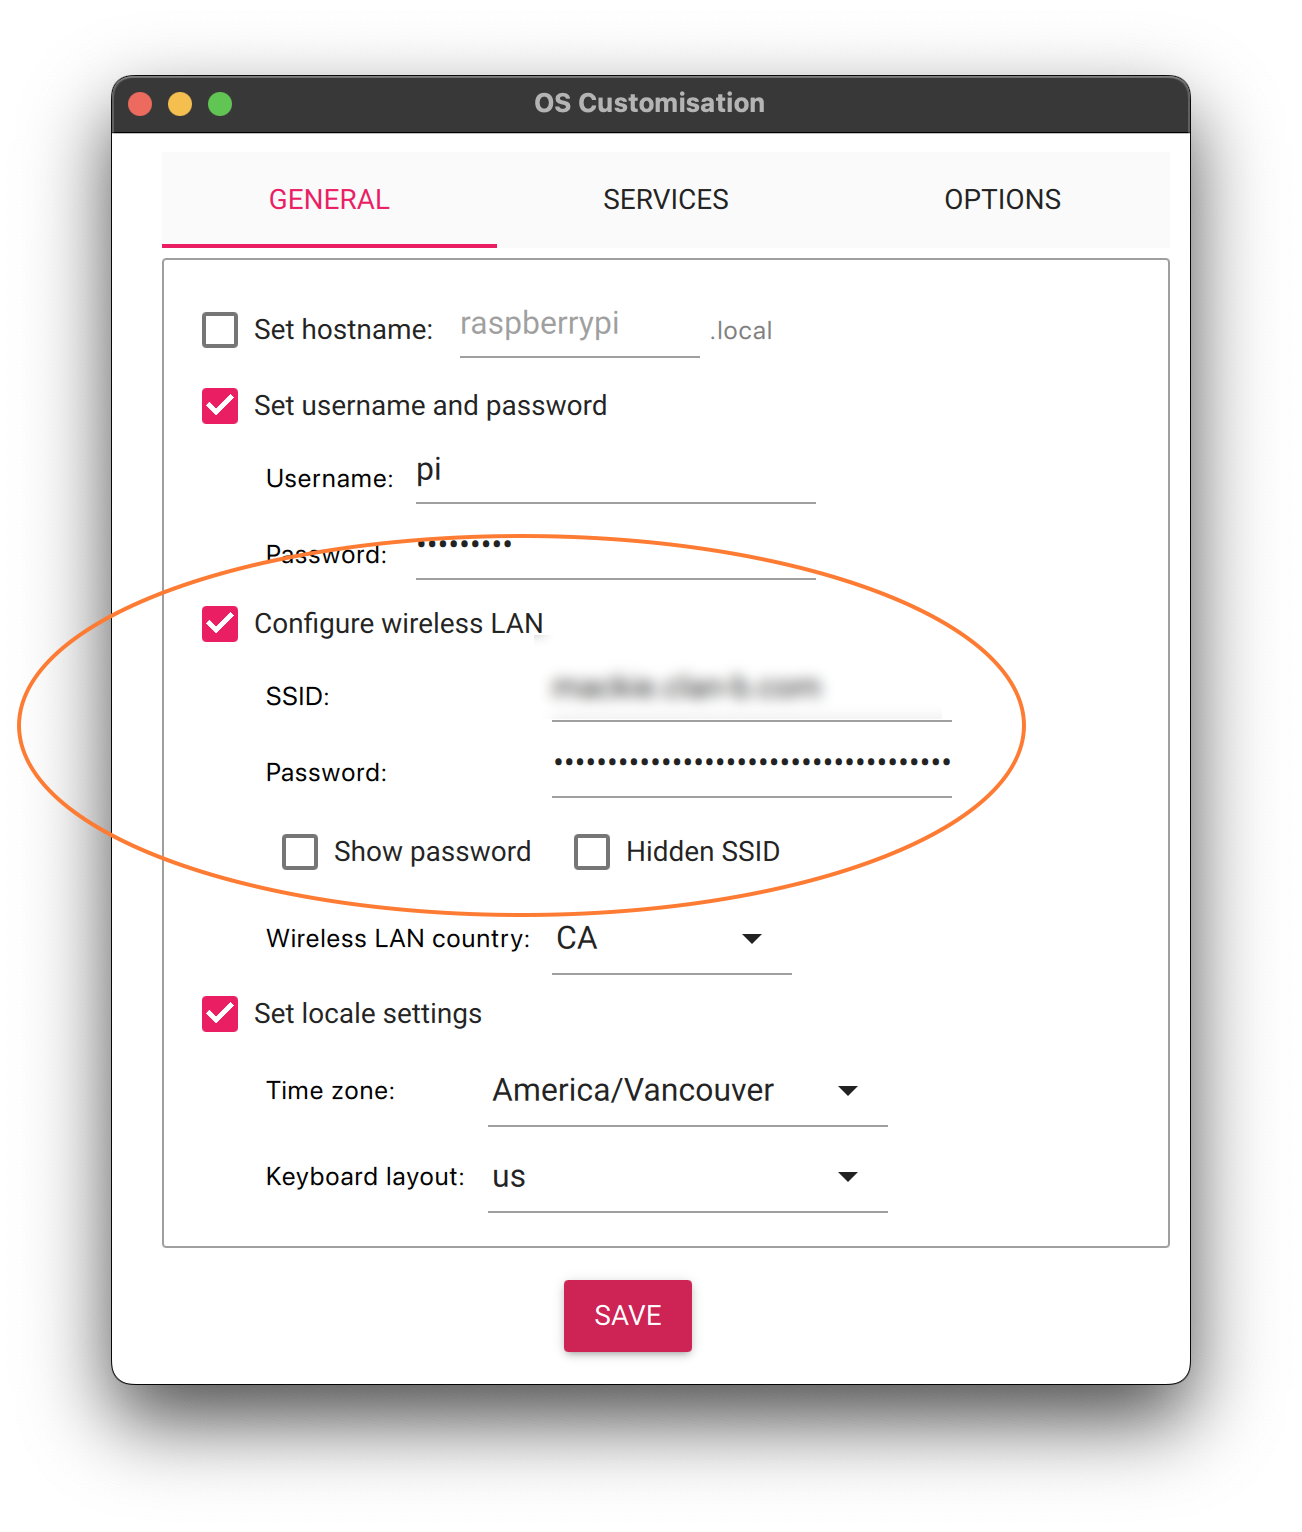 OS Customisation
GENERAL SERVICES OPTIONS
Set hostname: raspberrypi .local
Set username and password
Username: pi
Password: •••••••••
Configure wireless LAN
SSID:
Password: •••••••••••••••••••••••••••••••••••••
Show password Hidden SSID
Wireless LAN country: CA
Set locale settings
Time zone: America/Vancouver
Keyboard layout: us
SAVE